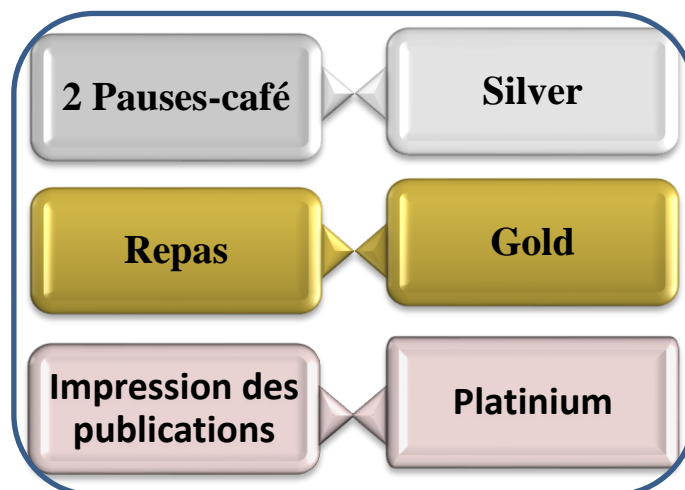 2 Pauses-café
Silver
Repas
Gold
Impression des
publications
Platinium